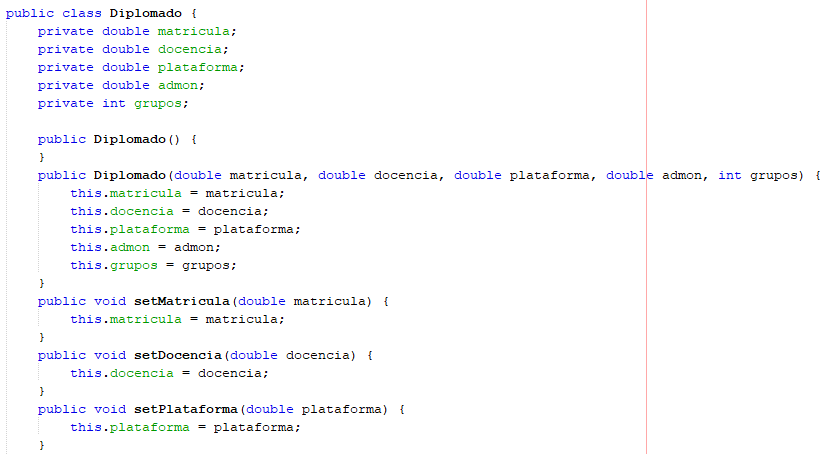 public class Diplomado {
    private double matricula;
    private double docencia;
    private double plataforma;
    private double admon;
    private int grupos;

    public Diplomado() {
    }
    public Diplomado(double matricula, double docencia, double plataforma, double admon, int grupos) {
        this.matricula = matricula;
        this.docencia = docencia;
        this.plataforma = plataforma;
        this.admon = admon;
        this.grupos = grupos;
    }
    public void setMatricula(double matricula) {
        this.matricula = matricula;
    }
    public void setDocencia(double docencia) {
        this.docencia = docencia;
    }
    public void setPlataforma(double plataforma) {
        this.plataforma = plataforma;
    }